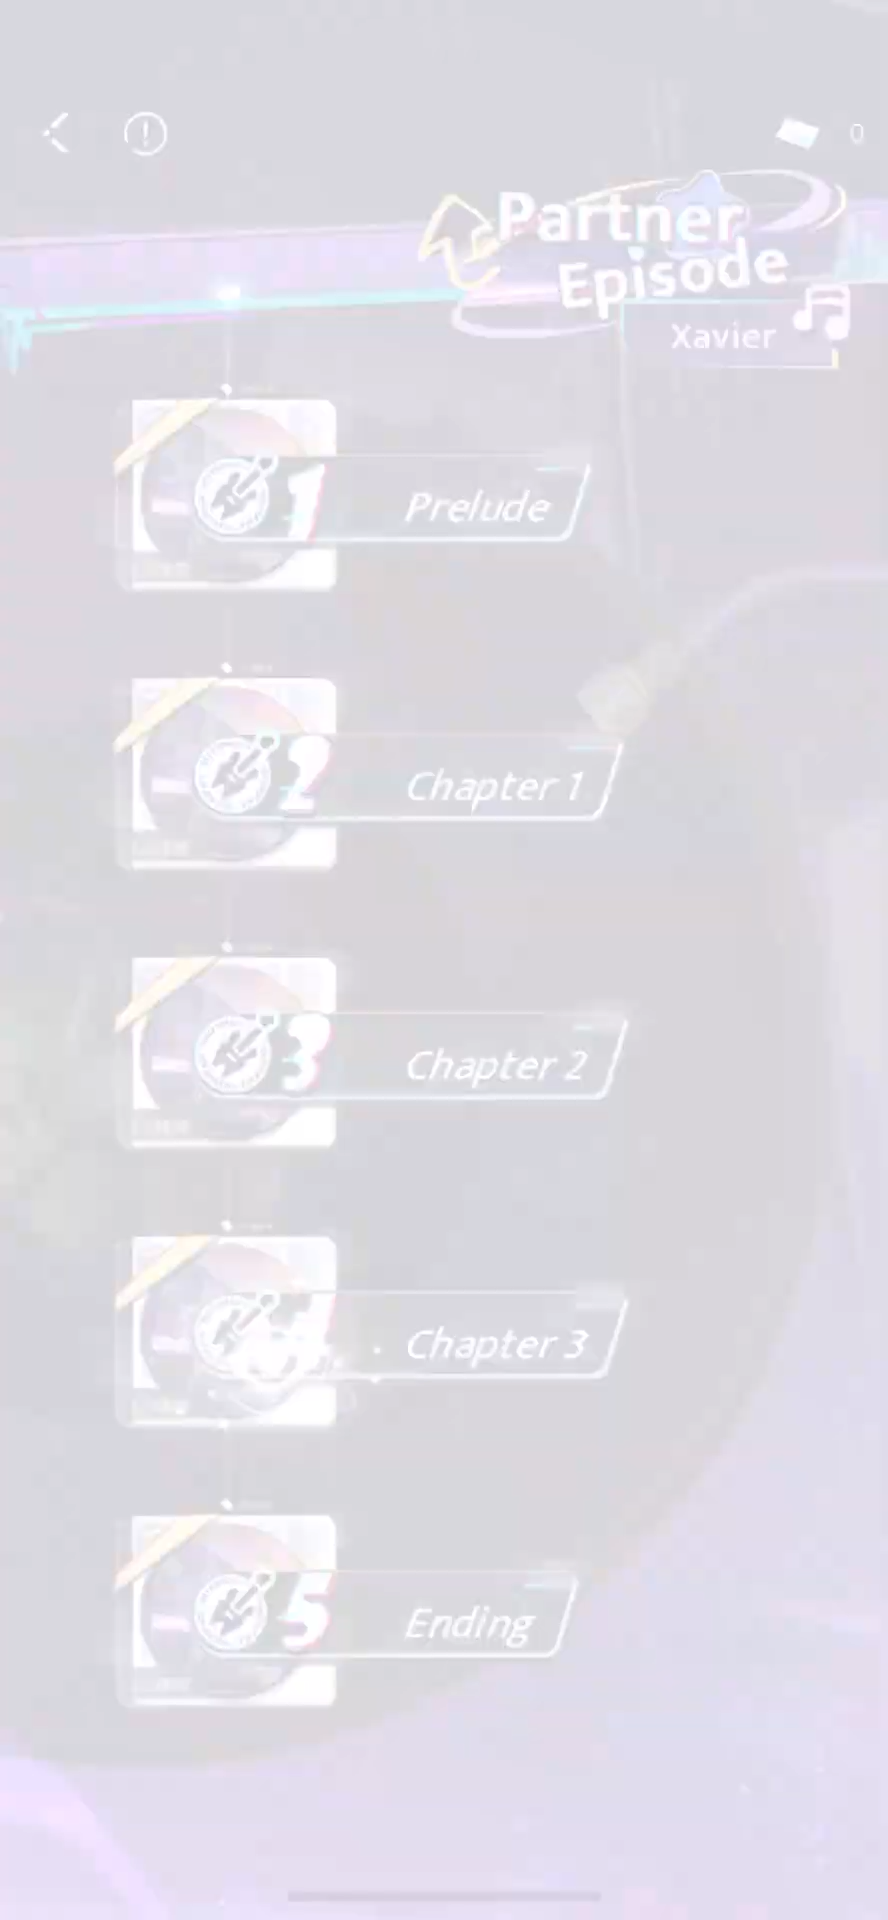 0
Partner
Episode
Xavier
1
Prelude
2
Chapter 1
3
Chapter 2
Chapter 3
5
Ending